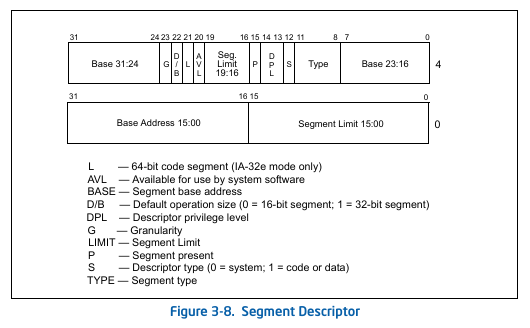 31 24 23 22 21 20 19 16 15 14 13 12 11 8 7 0
Base 31:24 G D/B L AVL Seg. Limit 19:16 P DPL S Type Base 23:16 4
31 16 15 0
Base Address 15:00 Segment Limit 15:00 0
L — 64-bit code segment (IA-32e mode only)
AVL — Available for use by system software
BASE — Segment base address
D/B — Default operation size (0 = 16-bit segment; 1 = 32-bit segment)
DPL — Descriptor privilege level
G — Granularity
LIMIT — Segment Limit
P — Segment present
S — Descriptor type (0 = system; 1 = code or data)
TYPE — Segment type
Figure 3-8. Segment Descriptor